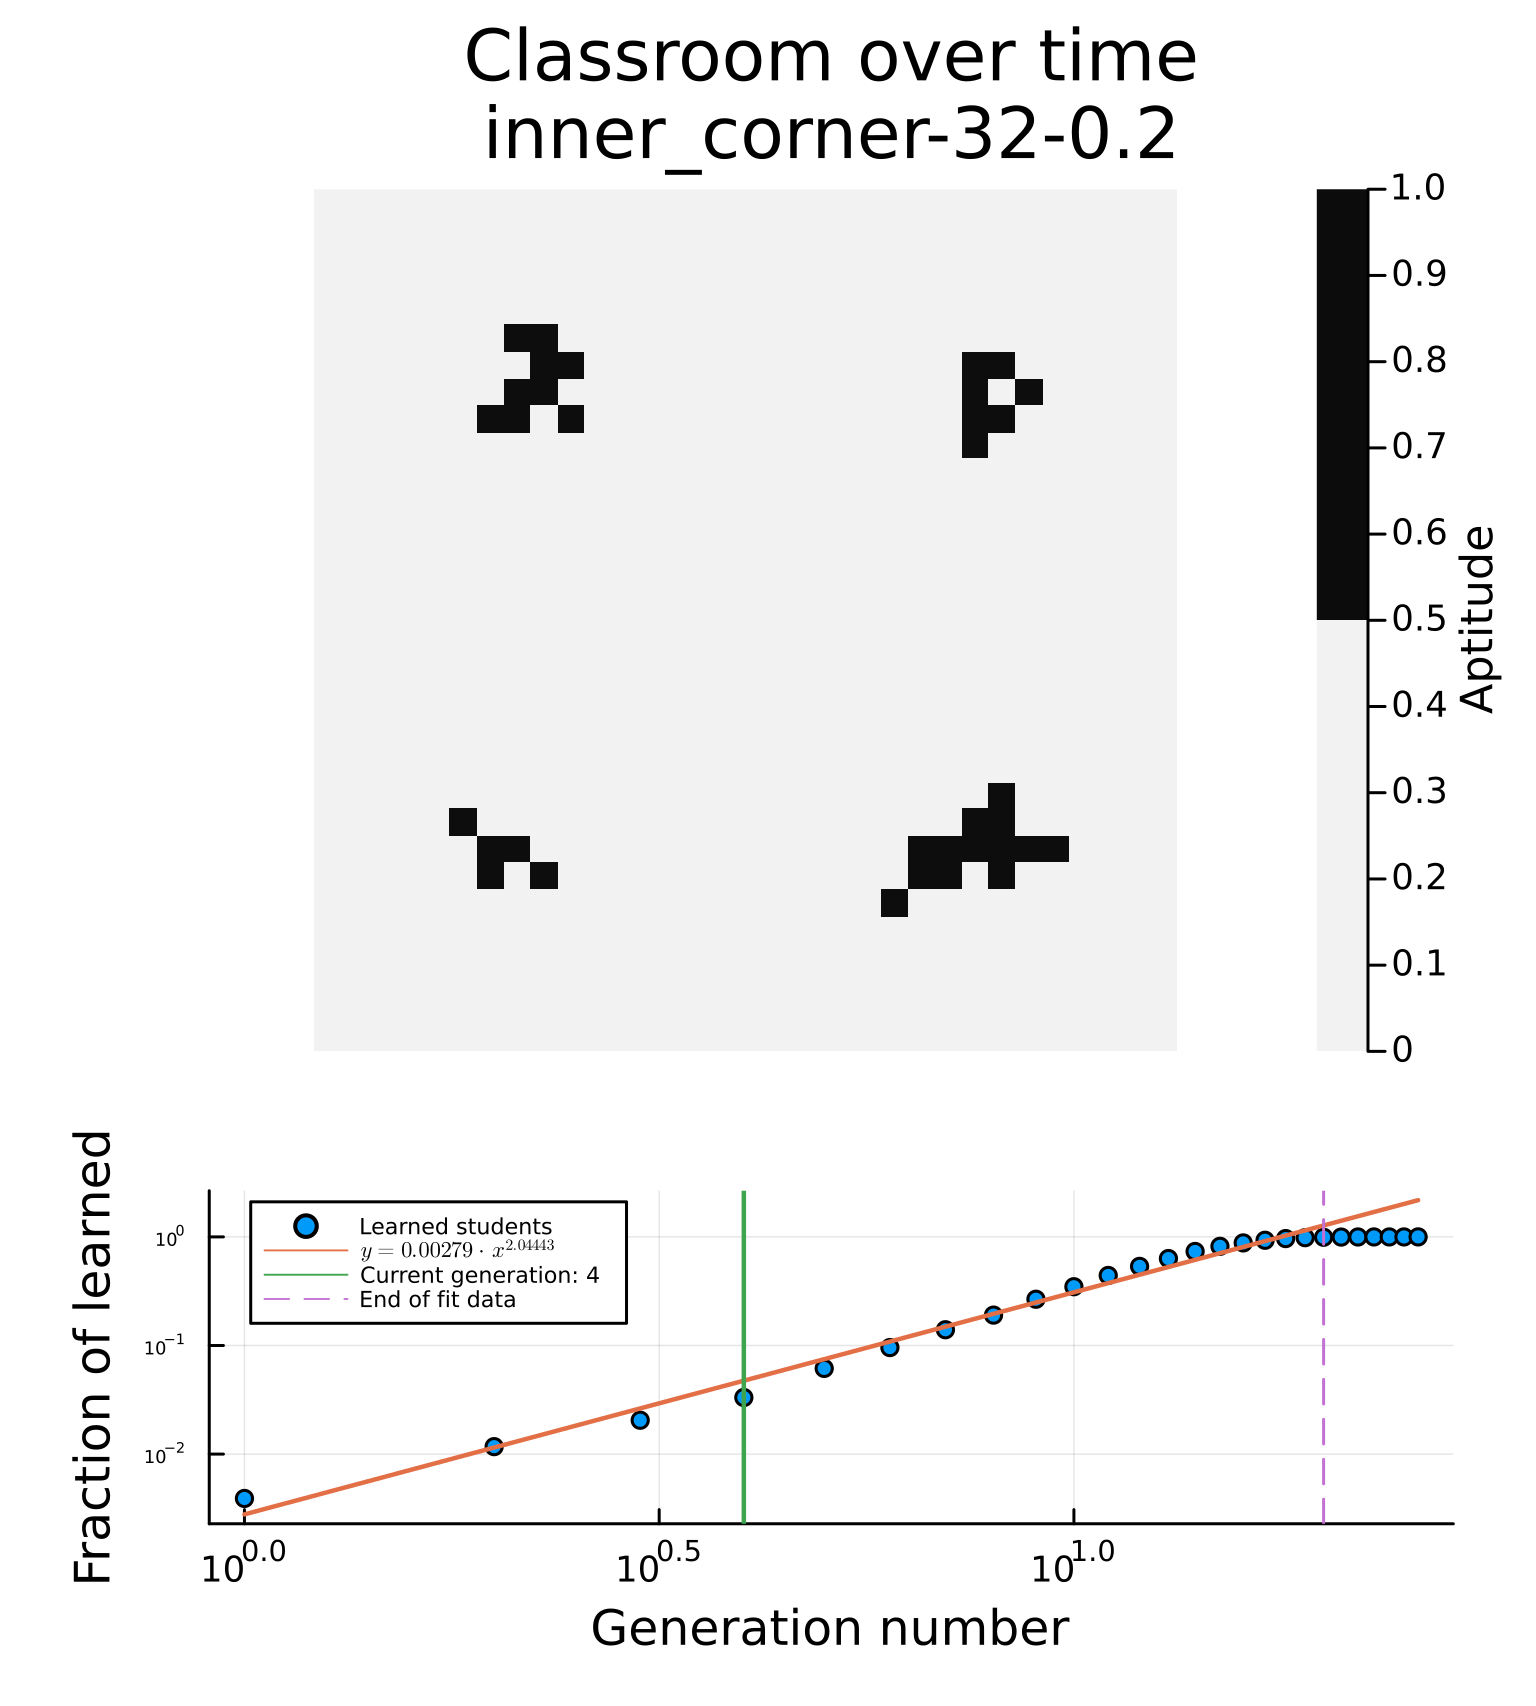 Classroom over time
inner_corner-32-0.2
1.0
0.9
0.8
0.7
0.6
0.5
0.4
0.3
0.2
0.1
0
Aptitude
Fraction of learned
10⁰
10⁻¹
10⁻²
Learned students
y = 0.00279 · x^2.04443
Current generation: 4
End of fit data
10^0.0
10^0.5
10^1.0
Generation number